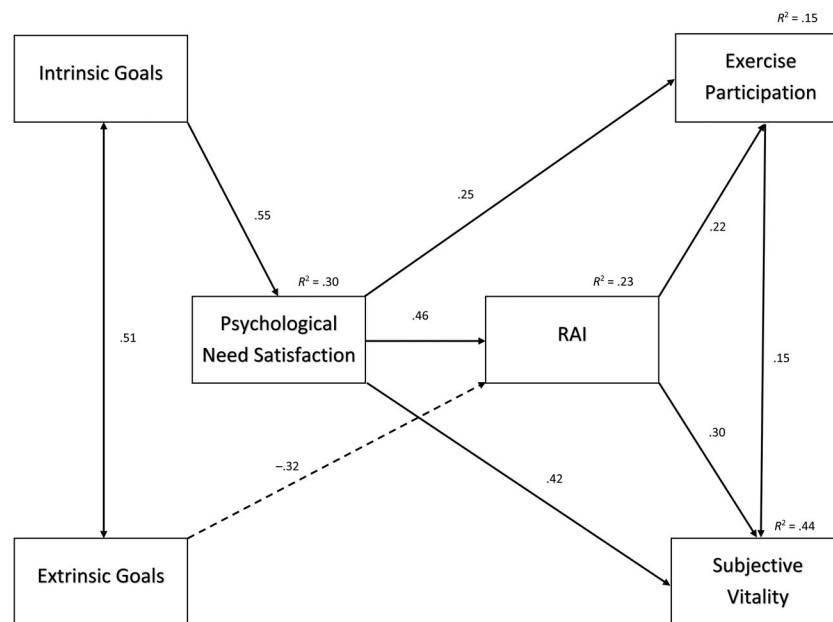 R² = .15
Intrinsic Goals
Exercise
Participation
.55
.25
.22
R² = .30
R² = .23
Psychological
Need Satisfaction
.46
RAI
.51
.15
–.32
.42
.30
R² = .44
Extrinsic Goals
Subjective
Vitality